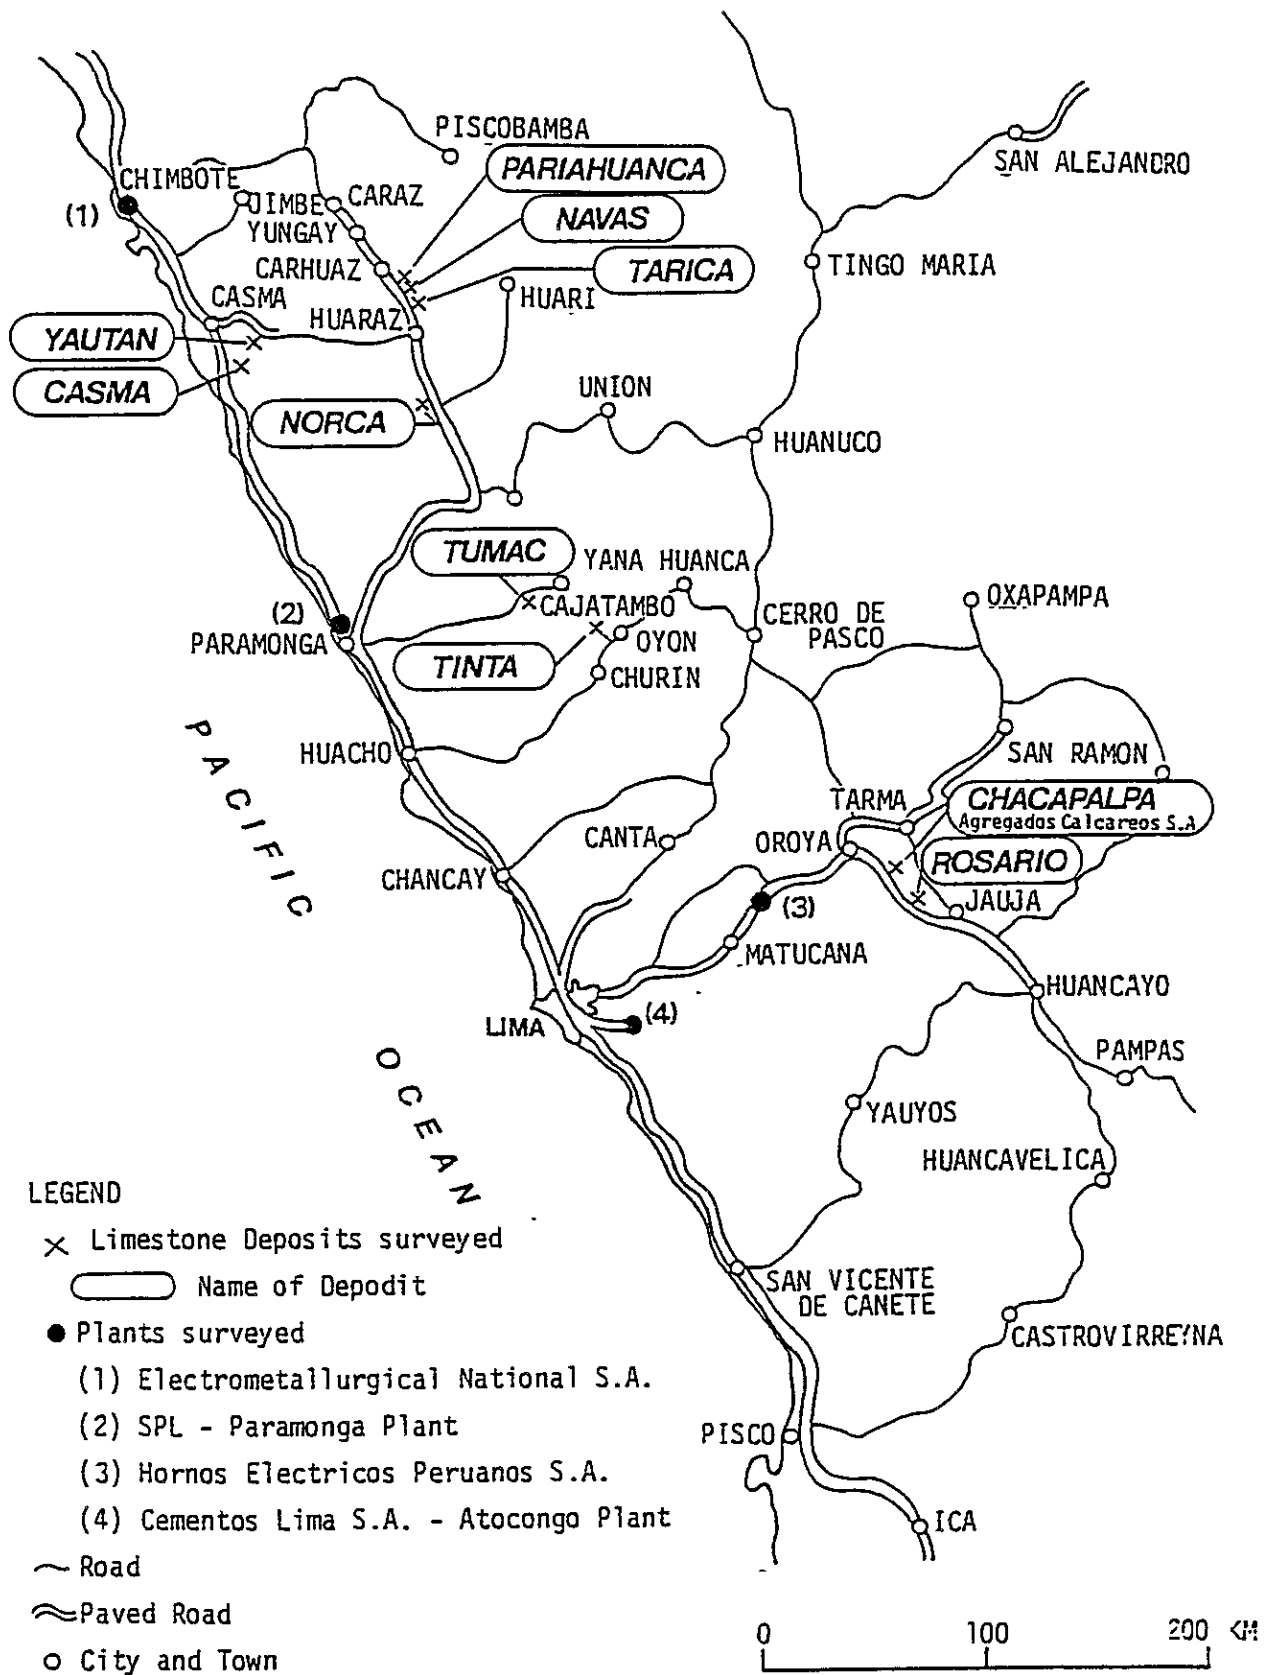 PISCOBAMBA
SAN ALEJANDRO
PARIAHUANCA
CHIMBOTE
(1)
JIMBE
CARAZ
NAVAS
YUNGAY
CARHUAZ
TARICA
TINGO MARIA
CASMA
HUARI
HUARAZ
YAUTAN
CASMA
UNION
NORCA
HUANUCO
TUMAC
YANA HUANCA
OXAPAMPA
CAJATAMBO
(2)
CERRO DE
PASCO
PARAMONGA
OYON
TINTA
CHURIN
PACIFIC
HUACHO
SAN RAMON
TARMA
CHACAPALPA
Agregados Calcareos S.A
CANTA
OROYA
ROSARIO
CHANCAY
(3)
JAUJA
MATUCANA
HUANCAYO
(4)
LIMA
OCEAN
PAMPAS
YAUYOS
HUANCAVELICA
SAN VICENTE
DE CANETE
CASTROVIRREYNA
PISCO
ICA
LEGEND
× Limestone Deposits surveyed
Name of Depodit
● Plants surveyed
(1) Electrometallurgical National S.A.
(2) SPL - Paramonga Plant
(3) Hornos Electricos Peruanos S.A.
(4) Cementos Lima S.A. - Atocongo Plant
Road
Paved Road
○ City and Town
0 100 200 KM